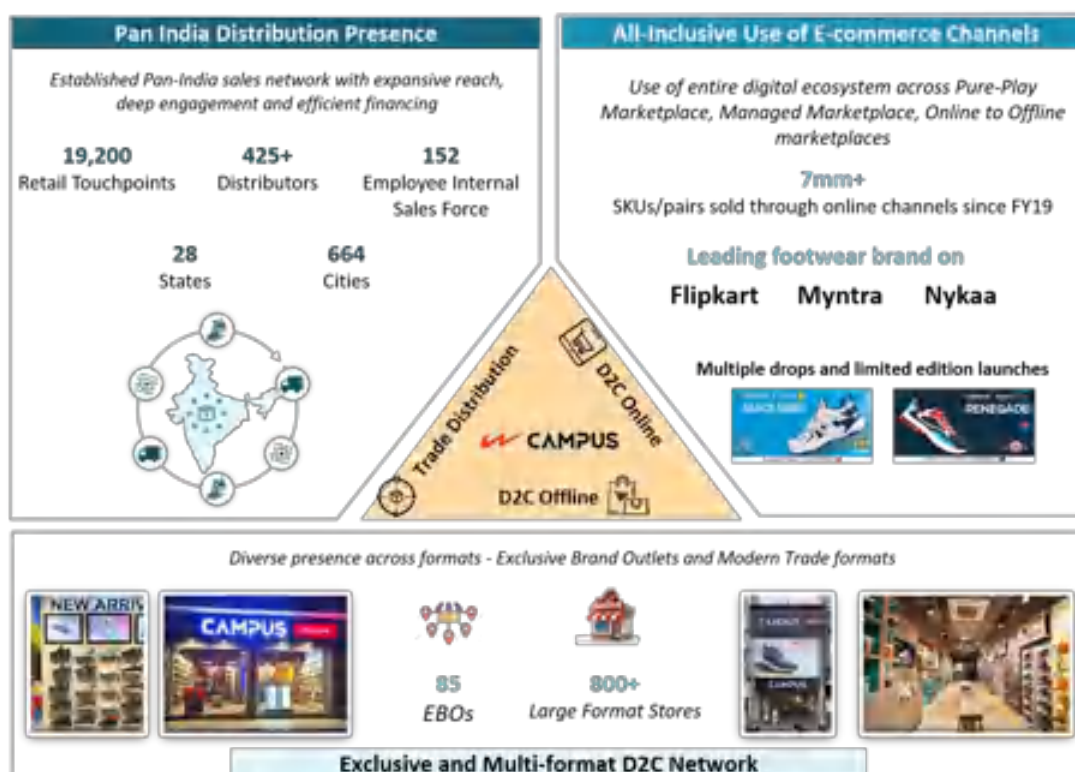 Pan India Distribution Presence
Established Pan-India sales network with expansive reach,
deep engagement and efficient financing
19,200
Retail Touchpoints
425+
Distributors
152
Employee Internal
Sales Force
28
States
664
Cities
All-Inclusive Use of E-commerce Channels
Use of entire digital ecosystem across Pure-Play
Marketplace, Managed Marketplace, Online to Offline
marketplaces
7mm+
SKUs/pairs sold through online channels since FY19
Leading footwear brand on
Flipkart Myntra Nykaa
Multiple drops and limited edition launches
RENEGADE
Trade Distribution
D2C Online
CAMPUS
D2C Offline
Diverse presence across formats - Exclusive Brand Outlets and Modern Trade formats
NEW ARRIV
CAMPUS
85
EBOs
800+
Large Format Stores
CAMPUS
CAMPUS
Exclusive and Multi-format D2C Network